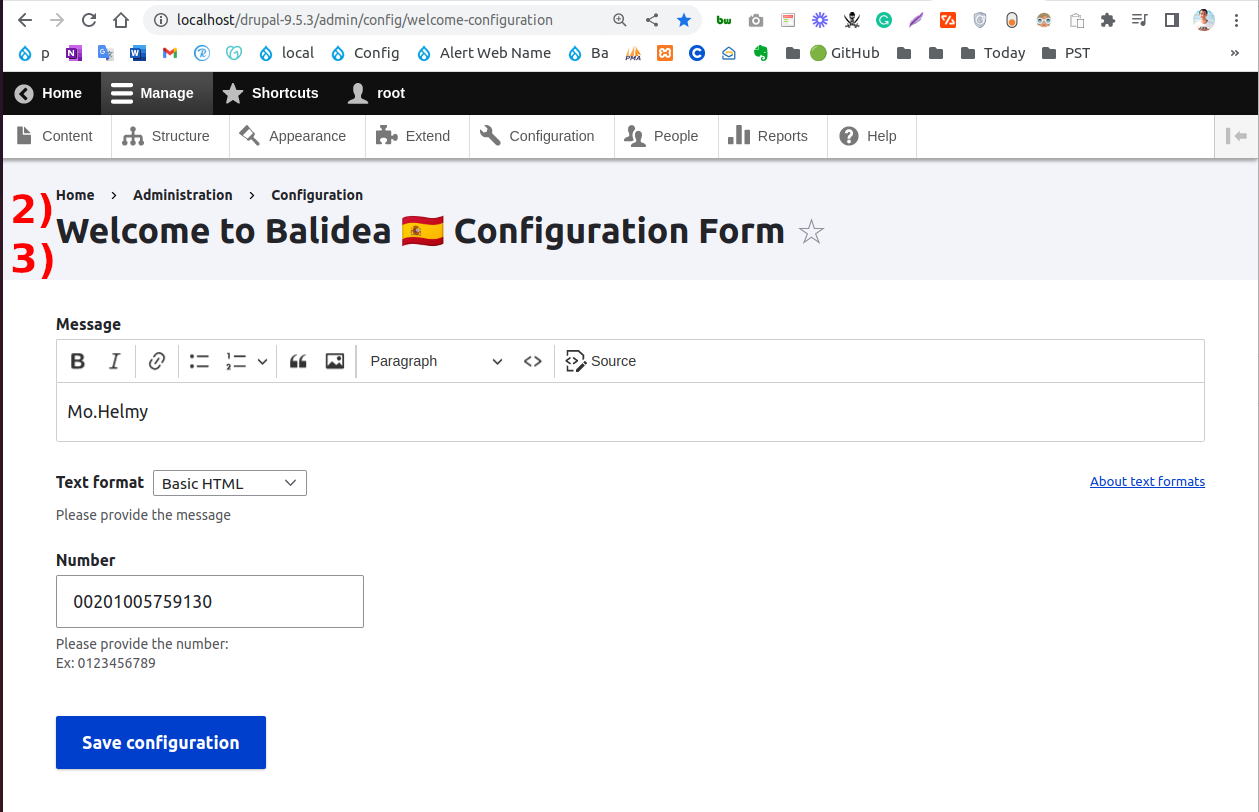 localhost/drupal-9.5.3/admin/config/welcome-configuration
p local Config Alert Web Name Ba PMA GitHub Today PST »
Home Manage Shortcuts root
Content Structure Appearance Extend Configuration People Reports Help
Home › Administration › Configuration
2)
Welcome to Balidea 🇪🇸 Configuration Form
3)
Message
B I Paragraph <> Source
Mo.Helmy
Text format Basic HTML About text formats
Please provide the message
Number
00201005759130
Please provide the number:
Ex: 0123456789
Save configuration